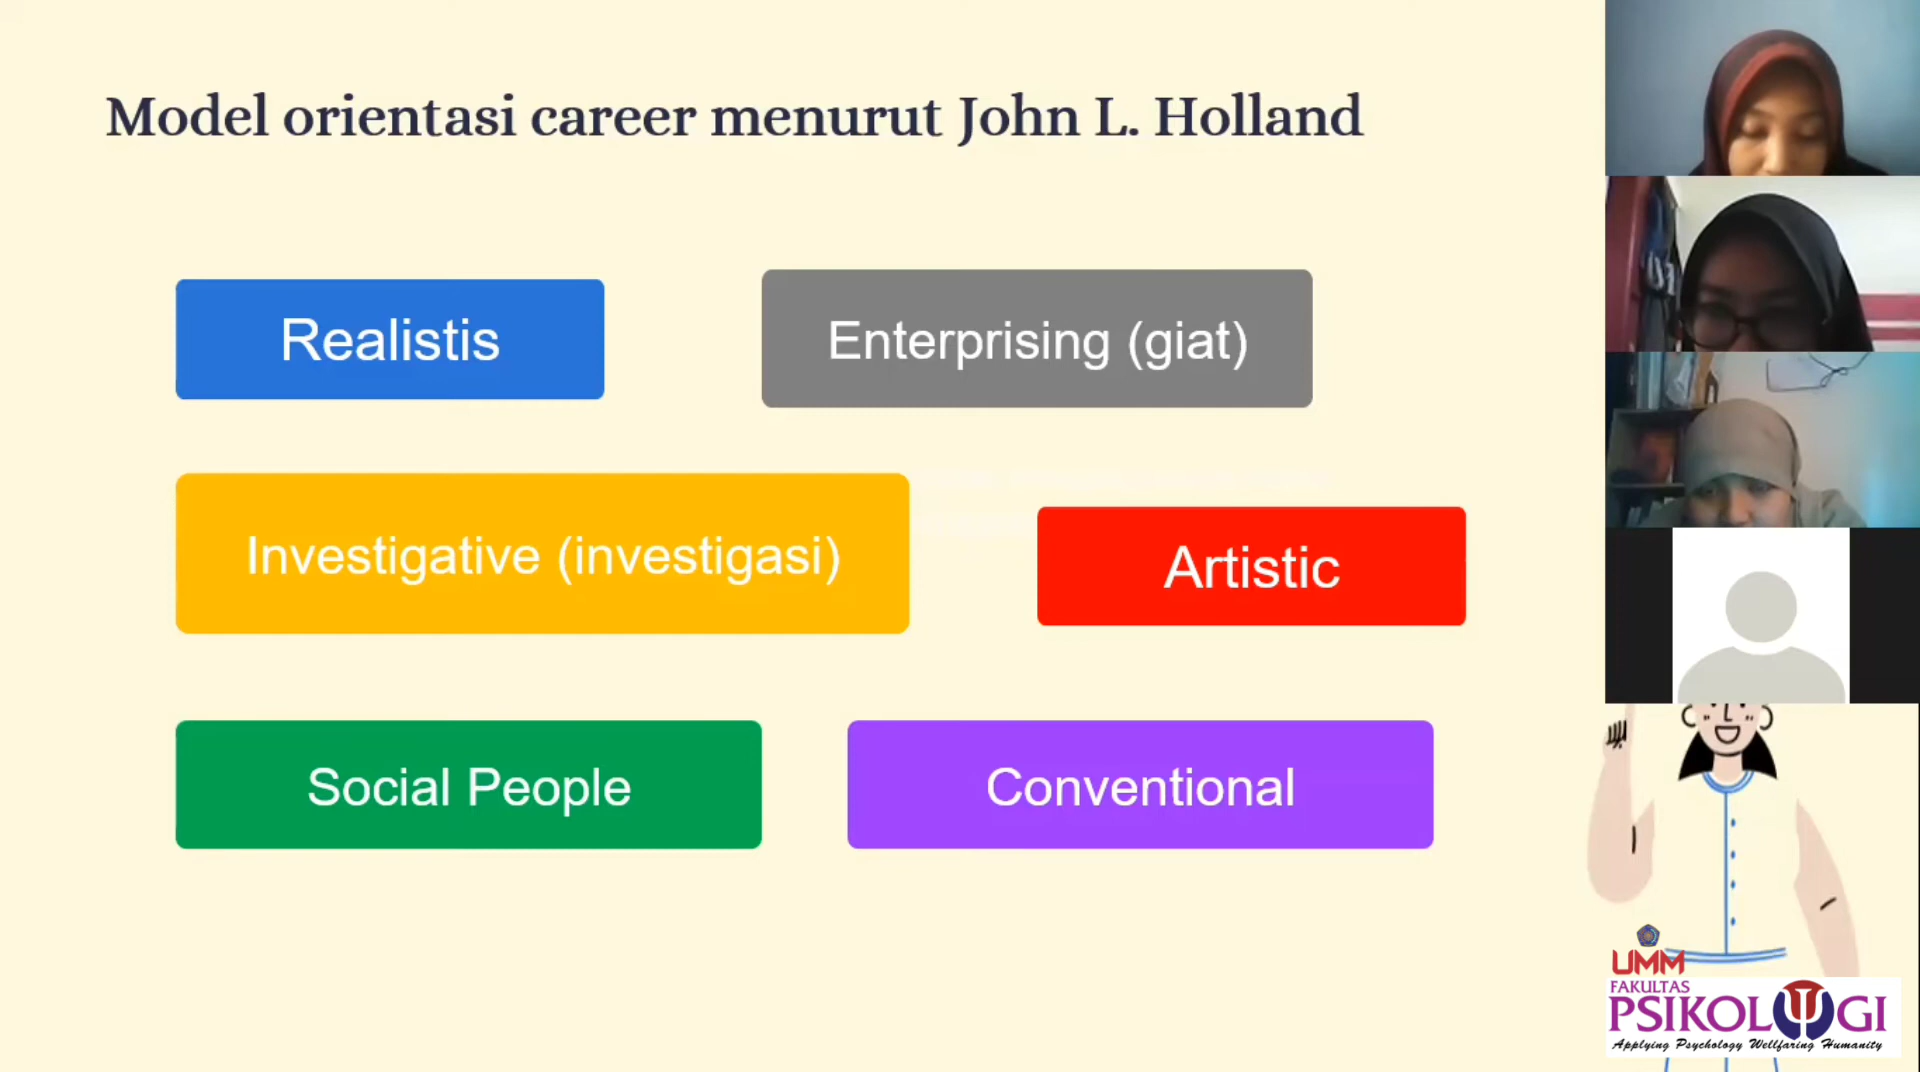 Model orientasi career menurut John L. Holland
Realistis
Enterprising (giat)
Investigative (investigasi)
Artistic
Social People
Conventional
UMM
FAKULTAS
PSIKOLOGI
Applying Psychology Wellfaring Humanity